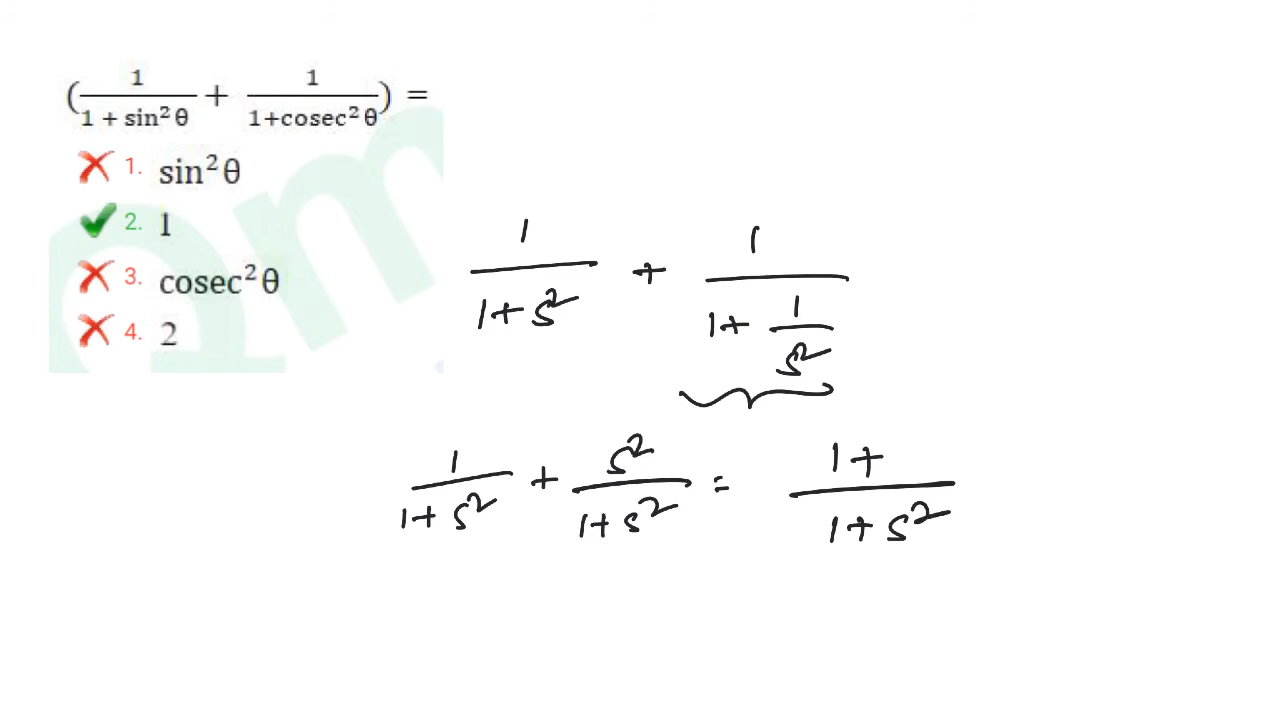 (1/(1 + sin²θ) + 1/(1+cosec²θ)) =
1. sin²θ
2. 1
3. cosec²θ
4. 2
1/(1+s²) + 1/(1+ 1/s²)
1/(1+s²) + s²/(1+s²) = 1+/(1+s²)